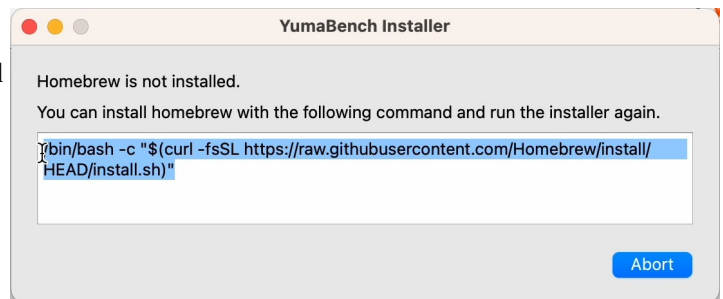 YumaBench Installer
Homebrew is not installed.
You can install homebrew with the following command and run the installer again.
/bin/bash -c "$(curl -fsSL https://raw.githubusercontent.com/Homebrew/install/
HEAD/install.sh)"
Abort